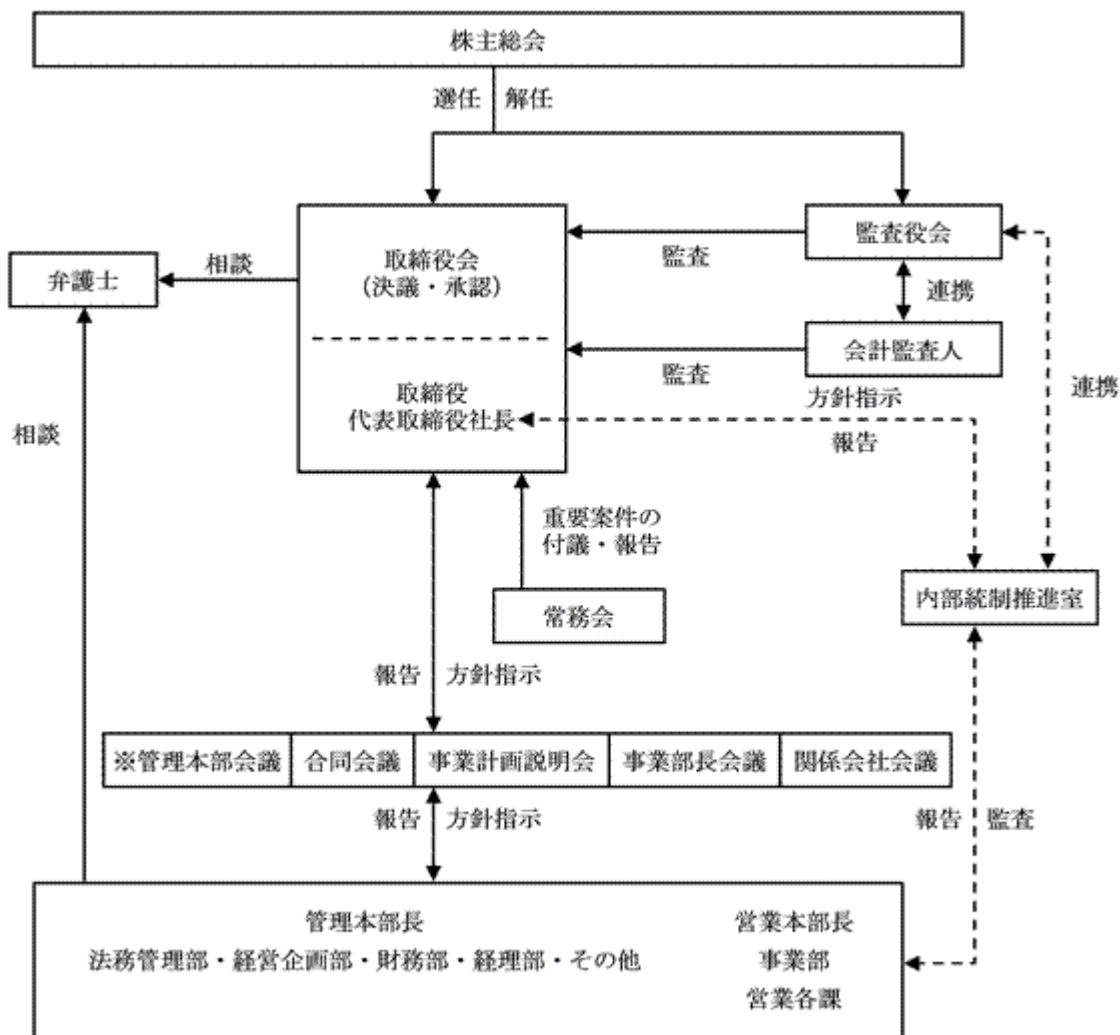 株主総会
選任 解任
取締役会
(決議・承認)
取締役
代表取締役社長
監査役会
監査
連携
会計監査人
監査
方針指示
報告
連携
弁護士
相談
相談
重要案件の
付議・報告
常務会
内部統制推進室
報告 方針指示
※管理本部会議 合同会議 事業計画説明会 事業部長会議 関係会社会議
報告 方針指示
報告 監査
管理本部長
法務管理部・経営企画部・財務部・経理部・その他
営業本部長
事業部
営業各課